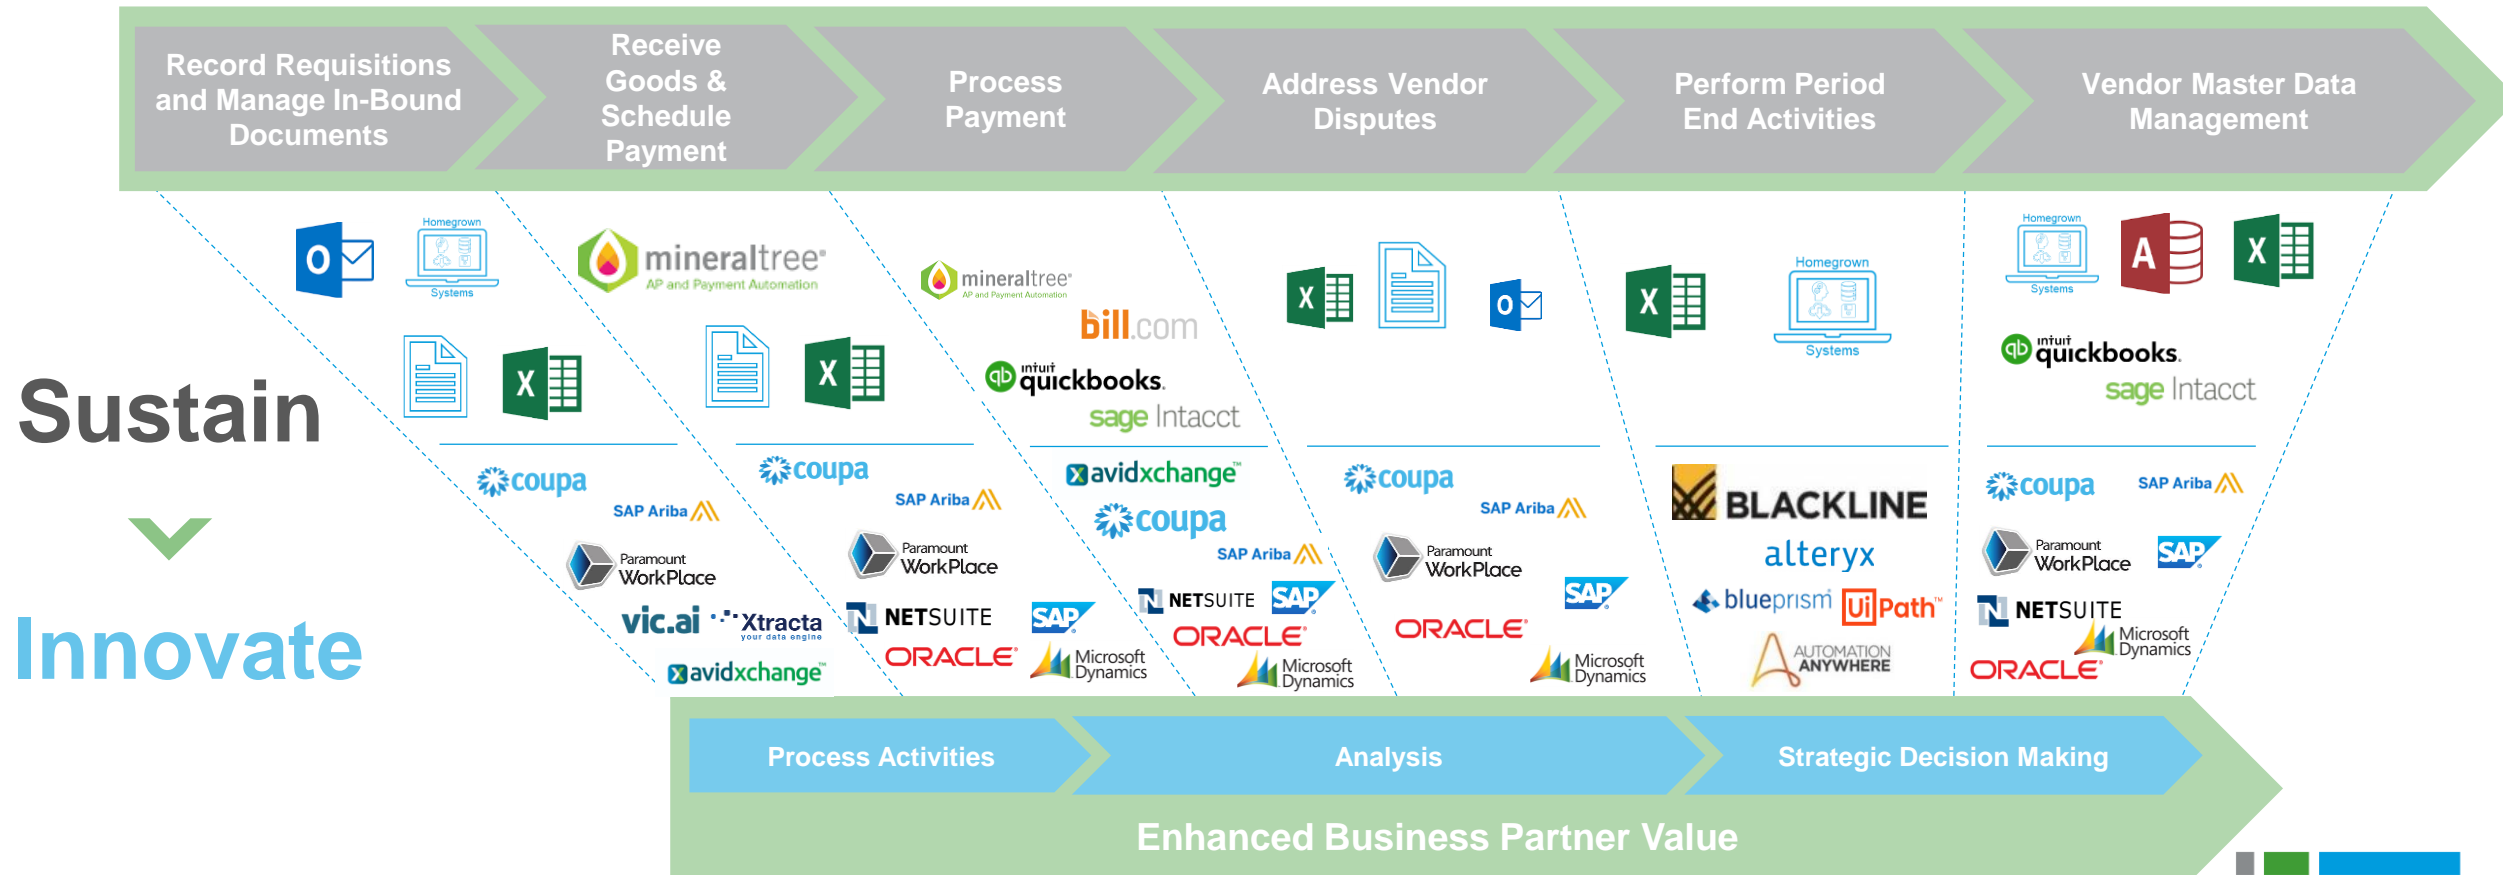 Record Requisitions
and Manage In-Bound
Documents
Receive
Goods &
Schedule
Payment
Process
Payment
Address Vendor
Disputes
Perform Period
End Activities
Vendor Master Data
Management
Sustain
Innovate
O
Homegrown
Systems
X
mineraltree®
AP and Payment Automation
X
mineraltree®
AP and Payment Automation
bill.com
qb intuit
quickbooks.
sage Intacct
X
O
X
Homegrown
Systems
Homegrown
Systems
A
X
qb intuit
quickbooks.
sage Intacct
coupa
SAP Ariba
Paramount
WorkPlace
vic.ai
Xtracta
your data engine
avidxchange™
coupa
SAP Ariba
Paramount
WorkPlace
N NETSUITE
SAP
ORACLE®
Microsoft
Dynamics
avidxchange™
coupa
SAP Ariba
N NETSUITE
SAP
ORACLE®
Microsoft
Dynamics
coupa
SAP Ariba
Paramount
WorkPlace
SAP
ORACLE®
Microsoft
Dynamics
BLACKLINE
alteryx
blueprism
UiPath™
AUTOMATION
ANYWHERE
coupa
SAP Ariba
Paramount
WorkPlace
SAP
N NETSUITE
Microsoft
Dynamics
ORACLE®
Process Activities
Analysis
Strategic Decision Making
Enhanced Business Partner Value